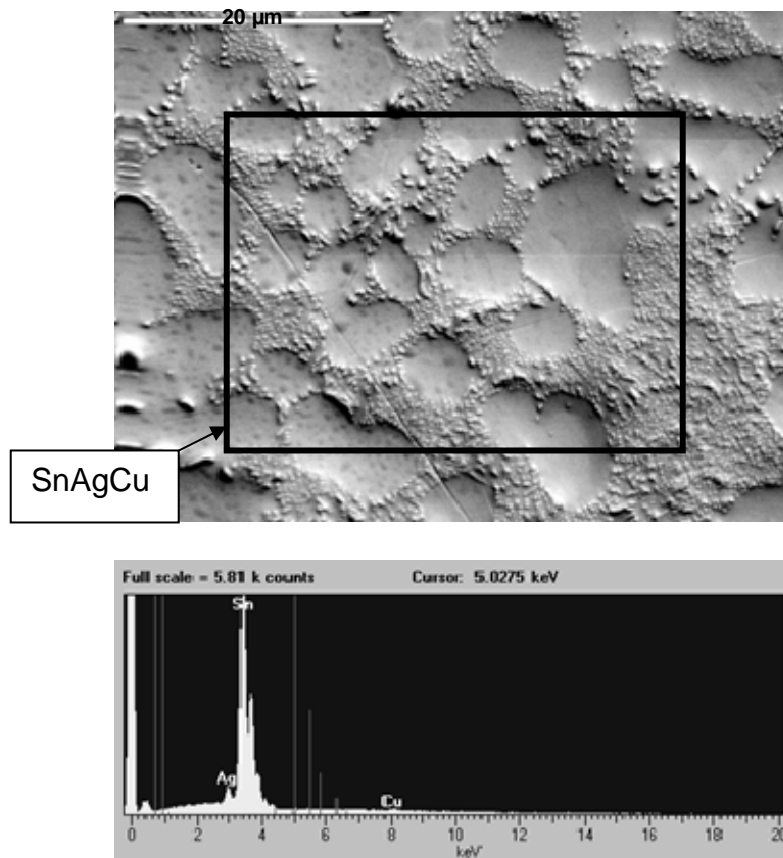 20 µm
SnAgCu
Full scale = 5.81 k counts Cursor: 5.0275 keV
Sn
Ag
Cu
0 2 4 6 8 10 12 14 16 18 20
keV